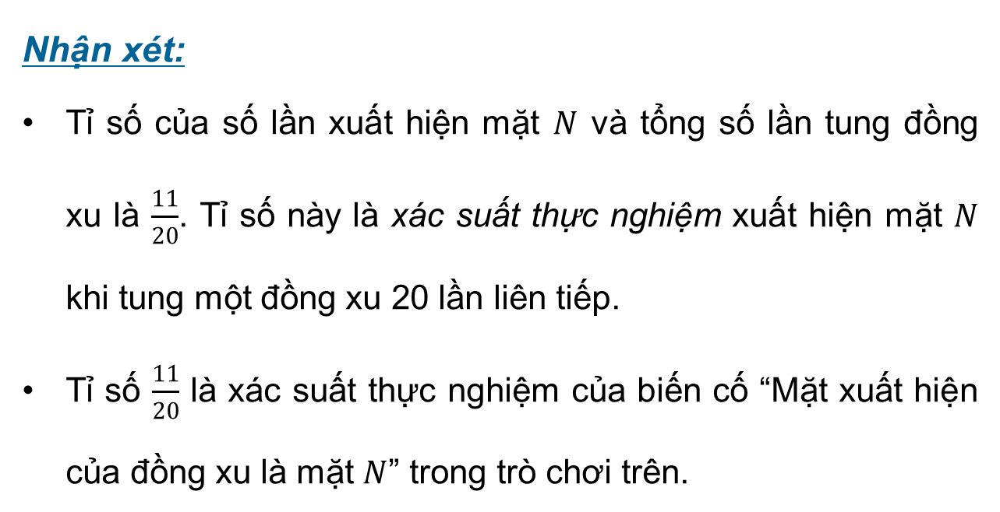 Nhận xét:
• Tỉ số của số lần xuất hiện mặt N và tổng số lần tung đồng
xu là 11/20. Tỉ số này là xác suất thực nghiệm xuất hiện mặt N
khi tung một đồng xu 20 lần liên tiếp.
• Tỉ số 11/20 là xác suất thực nghiệm của biến cố “Mặt xuất hiện
của đồng xu là mặt N” trong trò chơi trên.